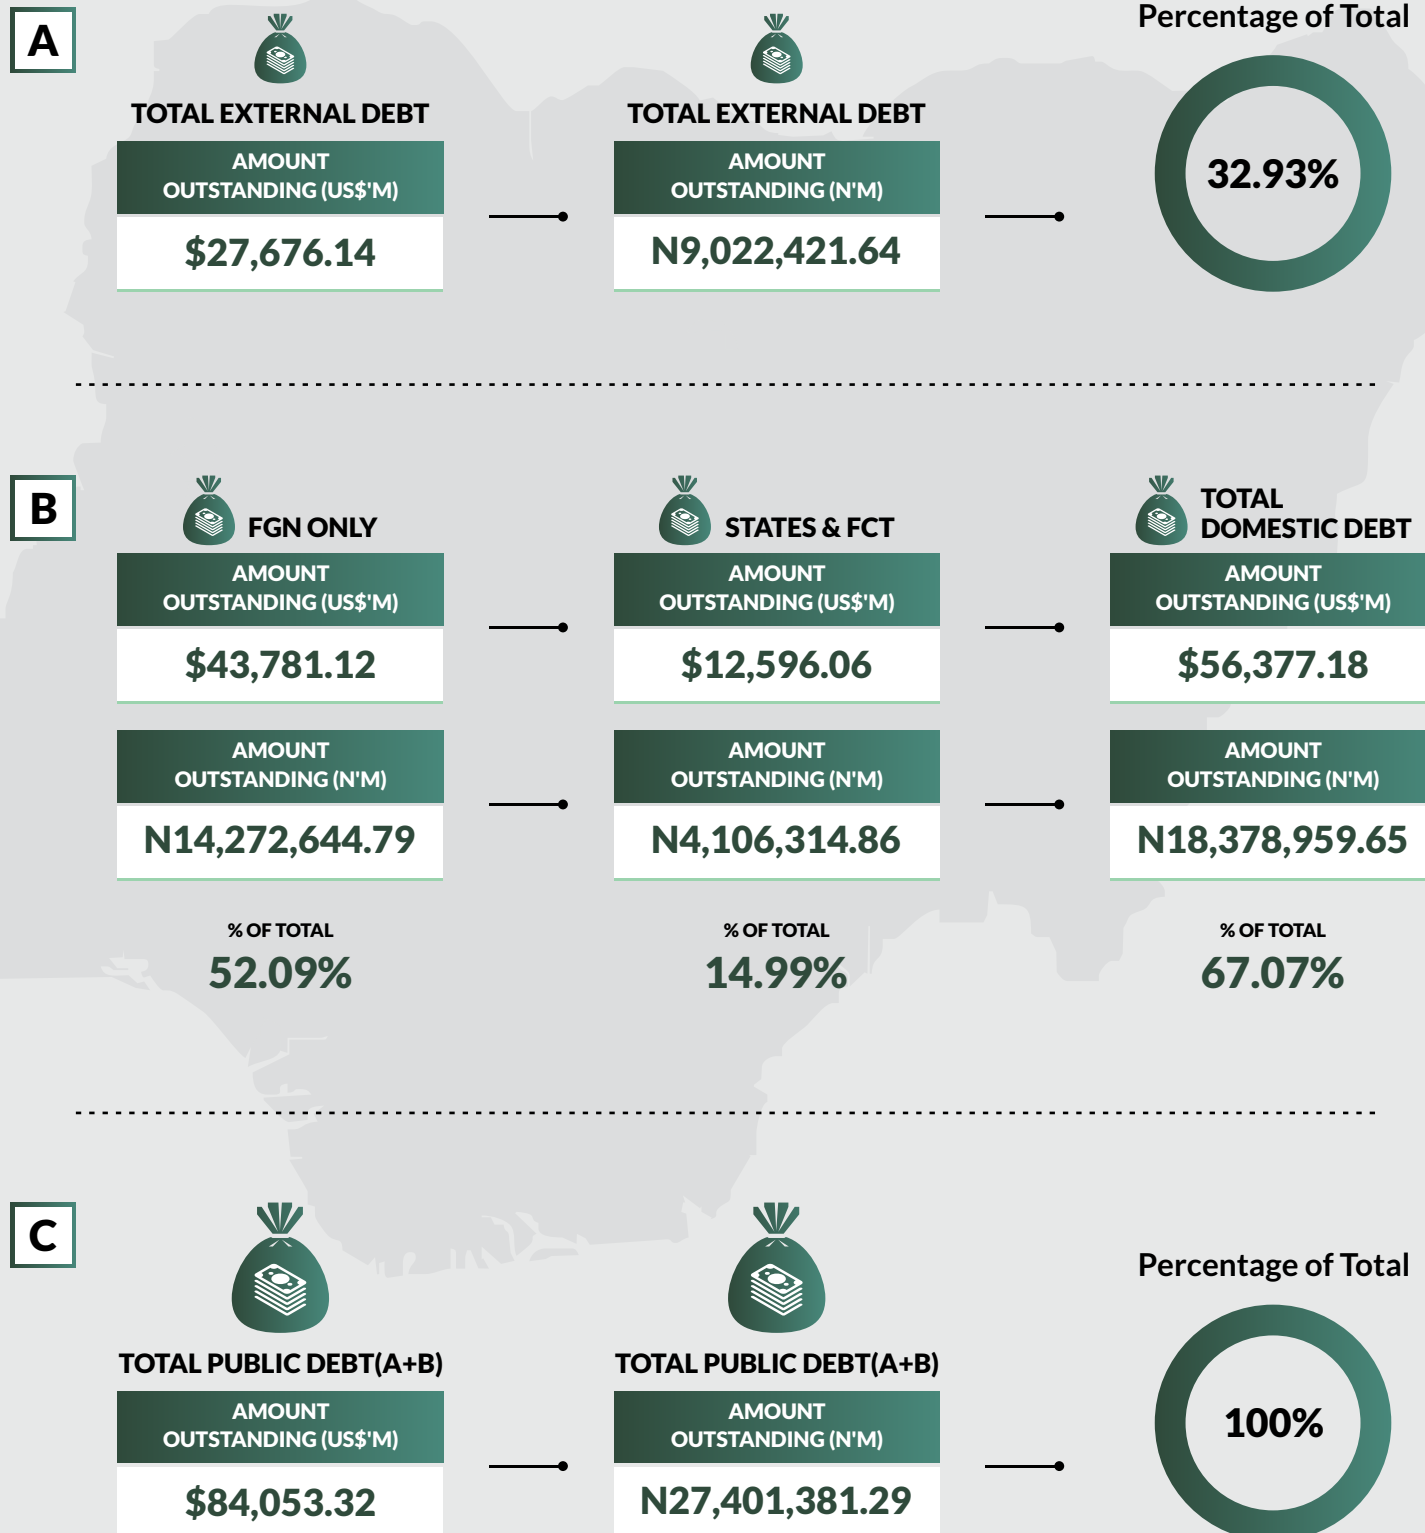 A
TOTAL EXTERNAL DEBT
AMOUNT
OUTSTANDING (US$'M)
$27,676.14
TOTAL EXTERNAL DEBT
AMOUNT
OUTSTANDING (N'M)
N9,022,421.64
Percentage of Total
32.93%
B
FGN ONLY
AMOUNT
OUTSTANDING (US$'M)
$43,781.12
STATES & FCT
AMOUNT
OUTSTANDING (US$'M)
$12,596.06
TOTAL
DOMESTIC DEBT
AMOUNT
OUTSTANDING (US$'M)
$56,377.18
AMOUNT
OUTSTANDING (N'M)
N14,272,644.79
AMOUNT
OUTSTANDING (N'M)
N4,106,314.86
AMOUNT
OUTSTANDING (N'M)
N18,378,959.65
% OF TOTAL
52.09%
% OF TOTAL
14.99%
% OF TOTAL
67.07%
C
TOTAL PUBLIC DEBT(A+B)
AMOUNT
OUTSTANDING (US$'M)
$84,053.32
TOTAL PUBLIC DEBT(A+B)
AMOUNT
OUTSTANDING (N'M)
N27,401,381.29
Percentage of Total
100%